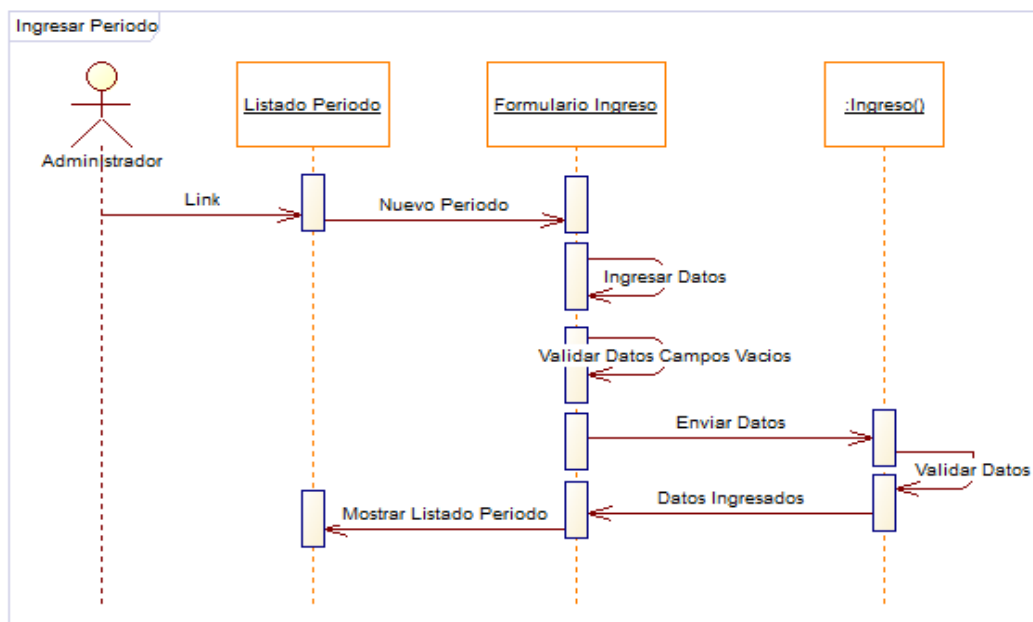 Ingresar Periodo
Listado Periodo
Formulario Ingreso
:Ingreso()
Administrador
Link
Nuevo Periodo
Ingresar Datos
Validar Datos Campos Vacios
Enviar Datos
Validar Datos
Datos Ingresados
Mostrar Listado Periodo